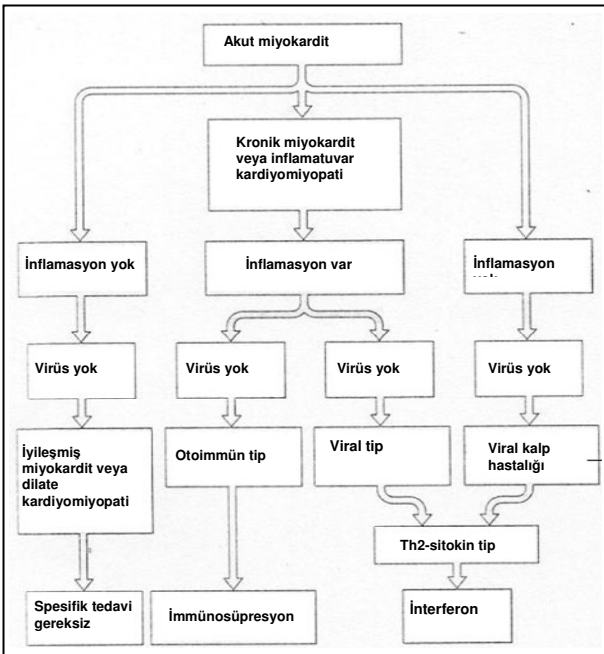 Akut miyokardit
Kronik miyokardit
veya inflamatuvar
kardiyomiyopati
İnflamasyon yok
İnflamasyon var
İnflamasyon
Virüs yok
Virüs yok
Virüs yok
Virüs yok
İyileşmiş
miyokardit veya
dilate
kardiyomiyopati
Otoimmün tip
Viral tip
Viral kalp
hastalığı
Th2-sitokin tip
Spesifik tedavi
gereksiz
İmmünosüpresyon
İnterferon